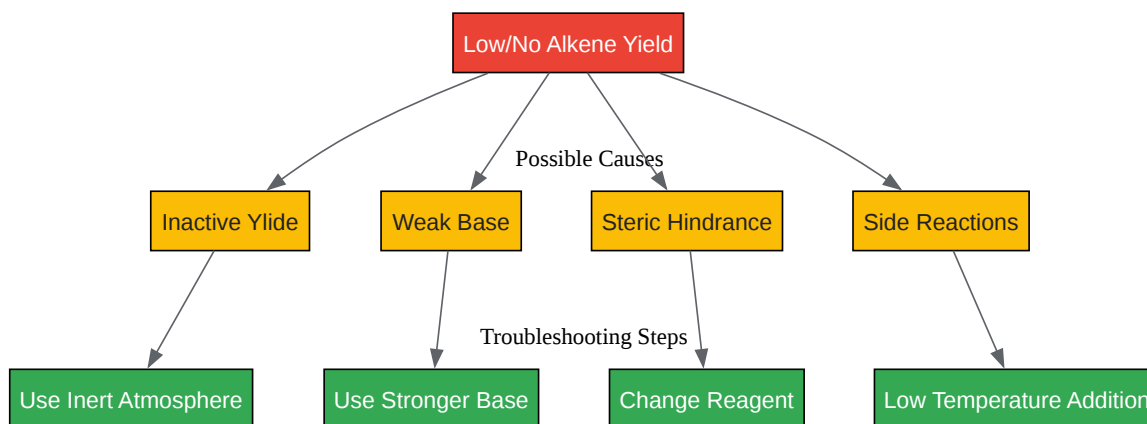 Low/No Alkene Yield
Possible Causes
Inactive Ylide
Weak Base
Steric Hindrance
Side Reactions
Troubleshooting Steps
Use Inert Atmosphere
Use Stronger Base
Change Reagent
Low Temperature Addition